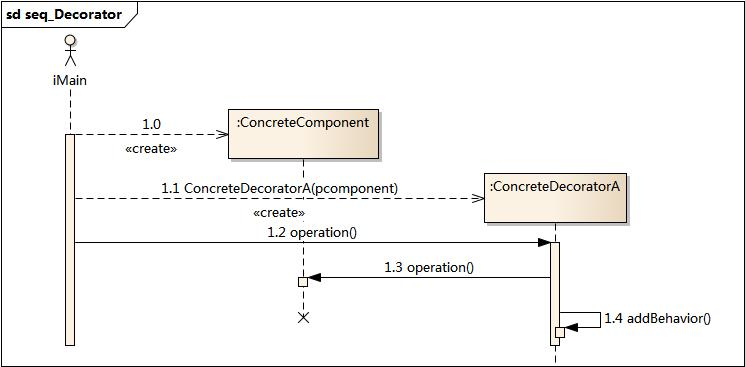 sd seq_Decorator
iMain
1.0
«create»
:ConcreteComponent
1.1 ConcreteDecoratorA(pcomponent)
«create»
:ConcreteDecoratorA
1.2 operation()
1.3 operation()
1.4 addBehavior()